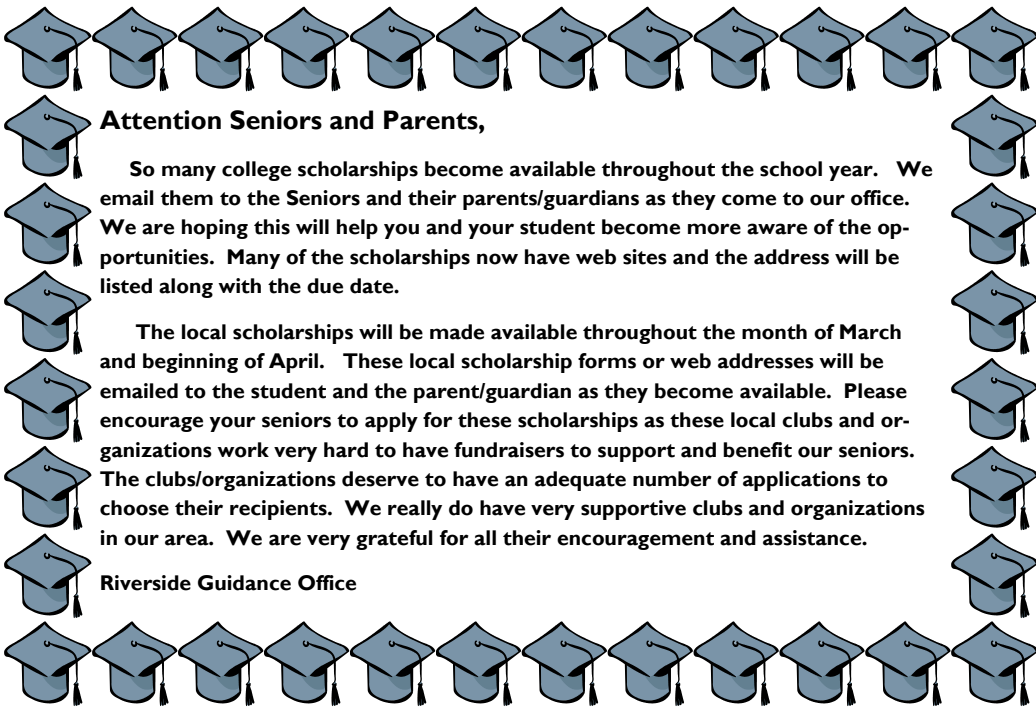 Attention Seniors and Parents,
So many college scholarships become available throughout the school year.   We
email them to the Seniors and their parents/guardians as they come to our office.
We are hoping this will help you and your student become more aware of the op-
portunities.  Many of the scholarships now have web sites and the address will be
listed along with the due date.
The local scholarships will be made available throughout the month of March
and beginning of April.   These local scholarship forms or web addresses will be
emailed to the student and the parent/guardian as they become available.  Please
encourage your seniors to apply for these scholarships as these local clubs and or-
ganizations work very hard to have fundraisers to support and benefit our seniors.
The clubs/organizations deserve to have an adequate number of applications to
choose their recipients.  We really do have very supportive clubs and organizations
in our area.  We are very grateful for all their encouragement and assistance.
Riverside Guidance Office